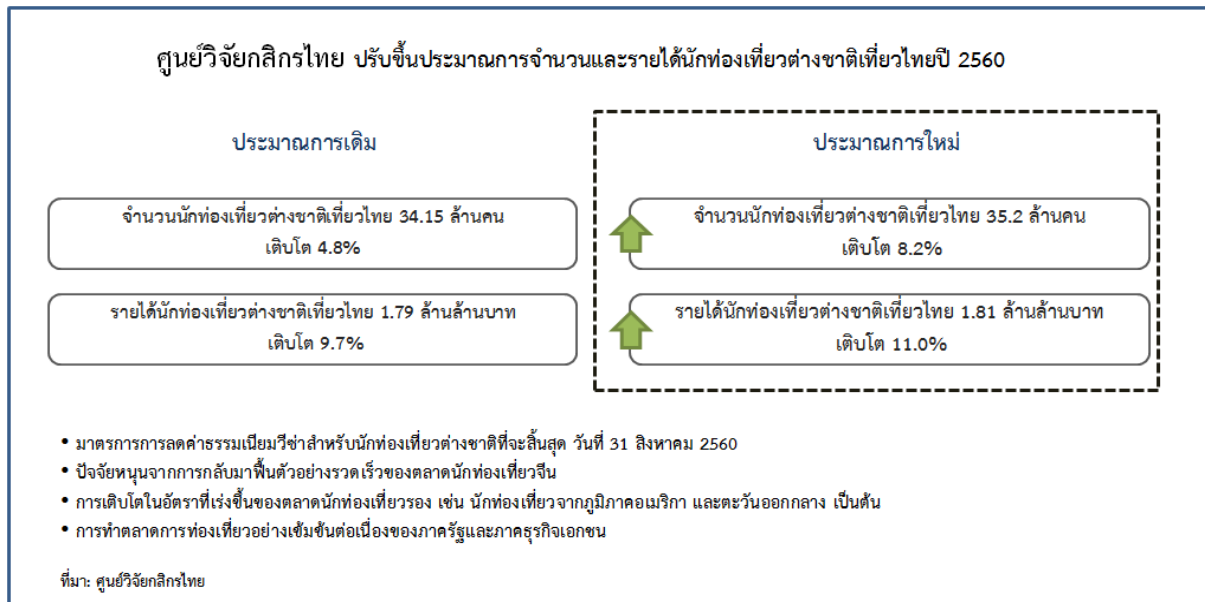 ศูนย์วิจัยกสิกรไทย ปรับขึ้นประมาณการจำนวนและรายได้นักท่องเที่ยวต่างชาติเที่ยวไทยปี 2560
ประมาณการเดิม
จำนวนนักท่องเที่ยวต่างชาติเที่ยวไทย 34.15 ล้านคน
เติบโต 4.8%
รายได้นักท่องเที่ยวต่างชาติเที่ยวไทย 1.79 ล้านล้านบาท
เติบโต 9.7%
ประมาณการใหม่
จำนวนนักท่องเที่ยวต่างชาติเที่ยวไทย 35.2 ล้านคน
เติบโต 8.2%
รายได้นักท่องเที่ยวต่างชาติเที่ยวไทย 1.81 ล้านล้านบาท
เติบโต 11.0%
• มาตรการการลดค่าธรรมเนียมวีซ่าสำหรับนักท่องเที่ยวต่างชาติที่จะสิ้นสุด วันที่ 31 สิงหาคม 2560
• ปัจจัยหนุนจากการกลับมาฟื้นตัวอย่างรวดเร็วของตลาดนักท่องเที่ยวจีน
• การเติบโตในอัตราที่เร่งขึ้นของตลาดนักท่องเที่ยวรอง เช่น นักท่องเที่ยวจากภูมิภาคอเมริกา และตะวันออกกลาง เป็นต้น
• การทำตลาดการท่องเที่ยวอย่างเข้มข้นต่อเนื่องของภาครัฐและภาคธุรกิจเอกชน
ที่มา: ศูนย์วิจัยกสิกรไทย